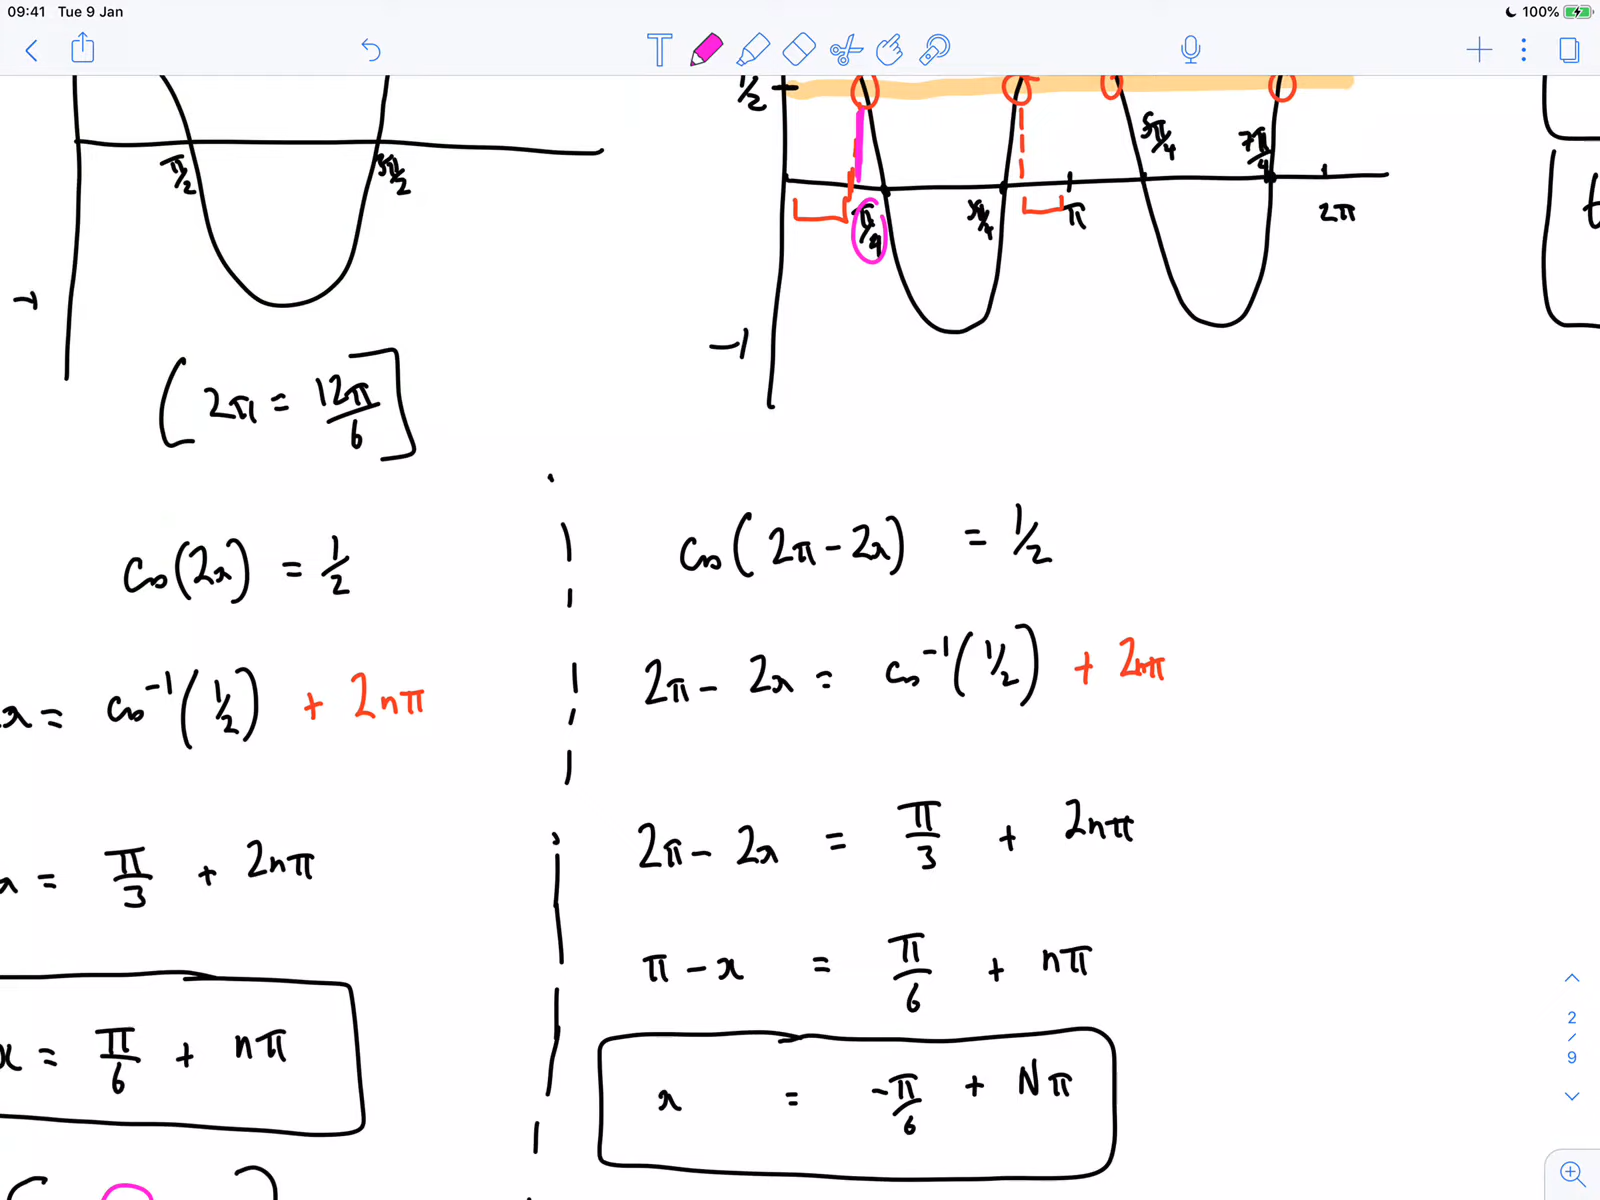 09:41 Tue 9 Jan
100%
T
½
π/2
3π/2
-1
π/4
3π/4
π
5π/4
7π/4
2π
-1
t
[2π = 12π/6]
cos(2x) = ½
x = cos⁻¹(½) + 2nπ
x = π/3 + 2nπ
x = π/6 + nπ
cos(2π - 2x) = ½
2π - 2x = cos⁻¹(½) + 2nπ
2π - 2x = π/3 + 2nπ
π - x = π/6 + nπ
x = -π/6 + Nπ
2
/
9